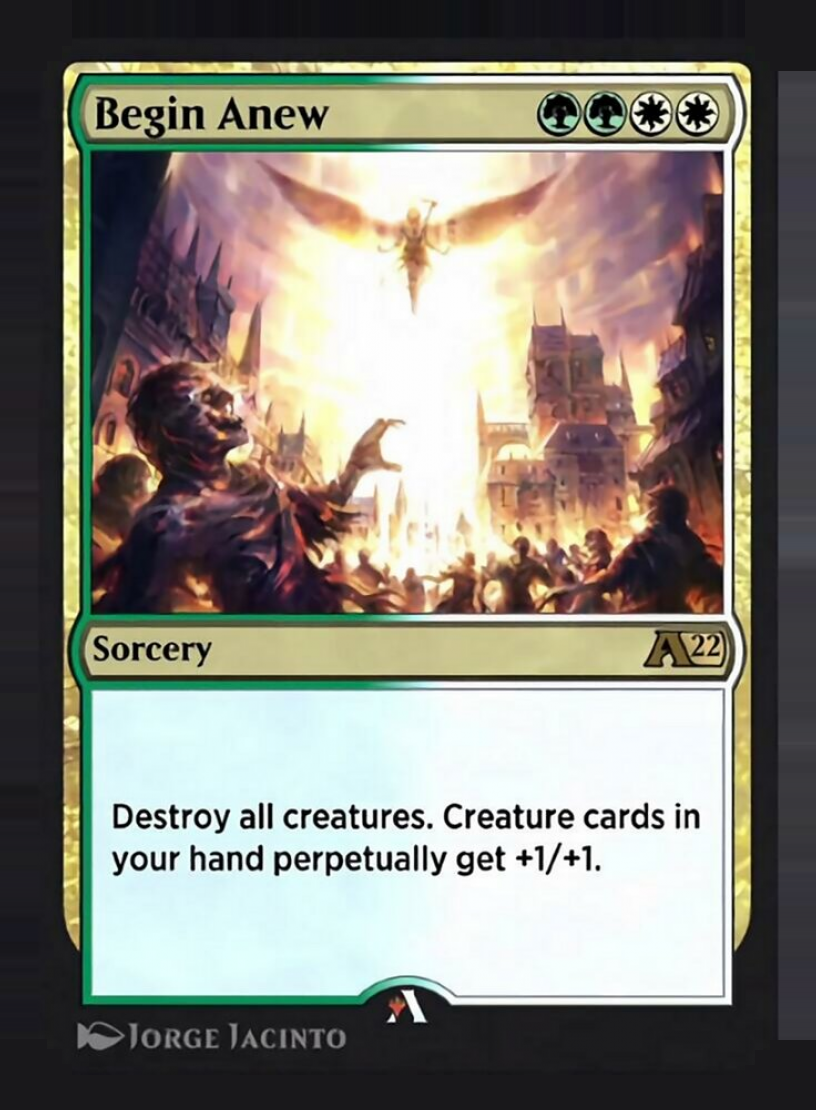 Begin Anew
Sorcery
A22
Destroy all creatures. Creature cards in
your hand perpetually get +1/+1.
JORGE JACINTO